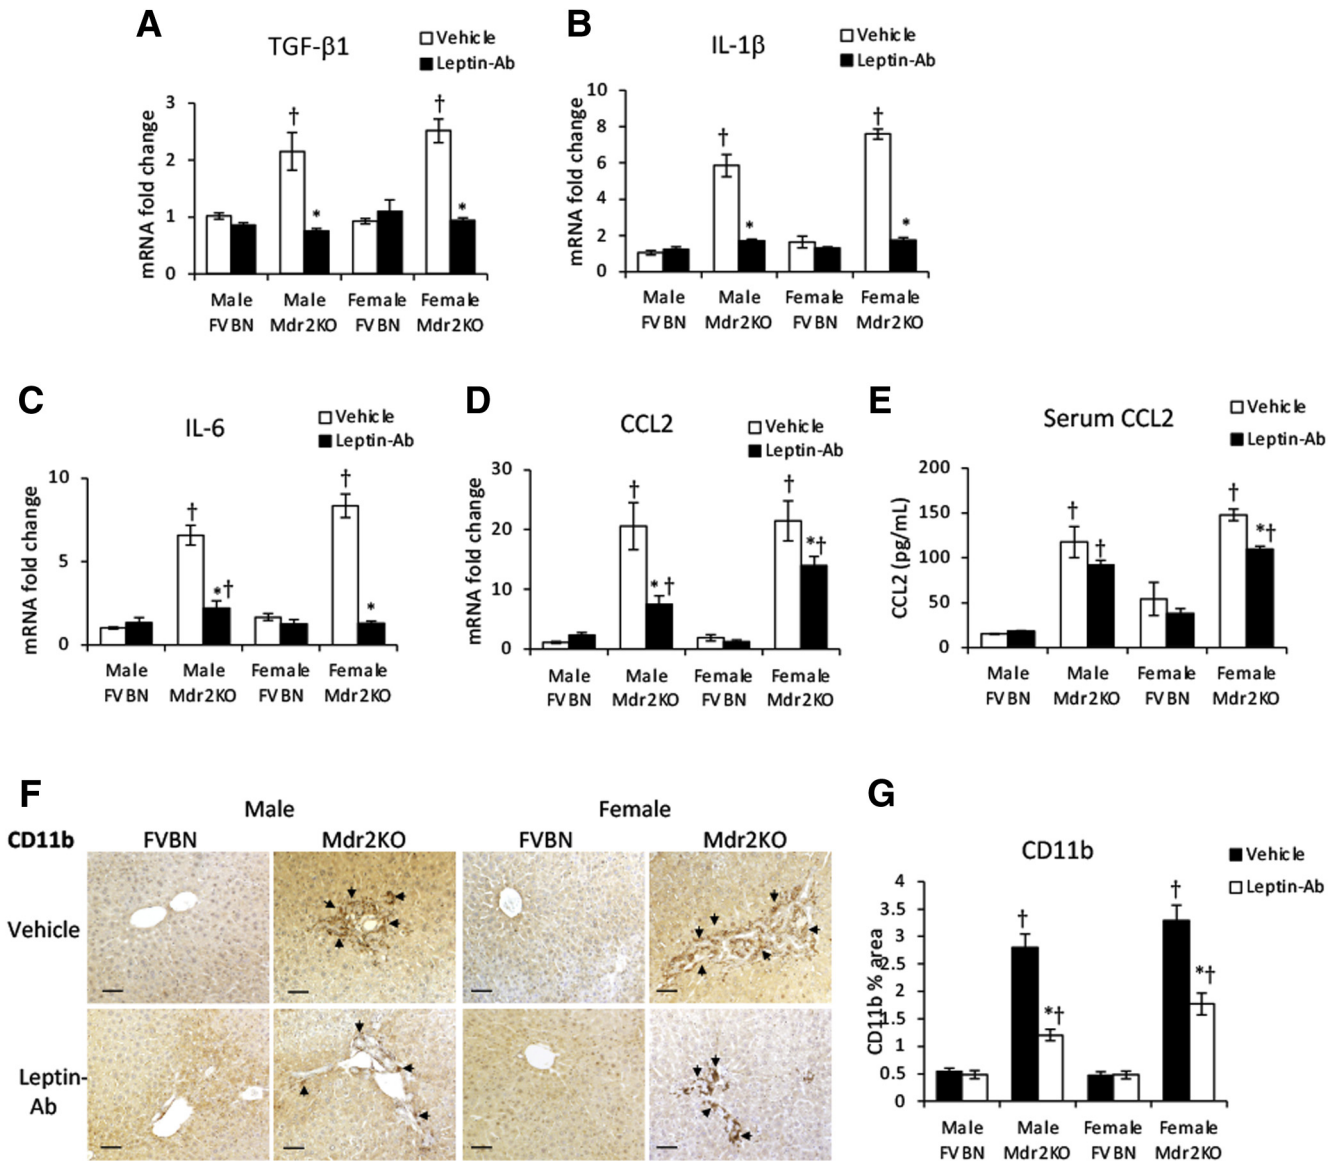 A
TGF-β1
Vehicle
Leptin-Ab
mRNA fold change
3
2
1
0
†
*
†
*
Male FVBN
Male Mdr2KO
Female FVBN
Female Mdr2KO
B
IL-1β
Vehicle
Leptin-Ab
mRNA fold change
10
8
6
4
2
0
†
*
†
*
Male FVBN
Male Mdr2KO
Female FVBN
Female Mdr2KO
C
IL-6
Vehicle
Leptin-Ab
mRNA fold change
10
5
0
†
*†
†
*
Male FVBN
Male Mdr2KO
Female FVBN
Female Mdr2KO
D
CCL2
Vehicle
Leptin-Ab
mRNA fold change
30
20
10
0
†
*†
†
*†
Male FVBN
Male Mdr2KO
Female FVBN
Female Mdr2KO
E
Serum CCL2
Vehicle
Leptin-Ab
CCL2 (pg/mL)
200
150
100
50
0
†
†
†
*†
Male FVBN
Male Mdr2KO
Female FVBN
Female Mdr2KO
F
Male
Female
CD11b
FVBN
Mdr2KO
FVBN
Mdr2KO
Vehicle
Leptin-
Ab
G
CD11b
Vehicle
Leptin-Ab
CD11b % area
4
3.5
3
2.5
2
1.5
1
0.5
0
†
*†
†
*†
Male FVBN
Male Mdr2KO
Female FVBN
Female Mdr2KO